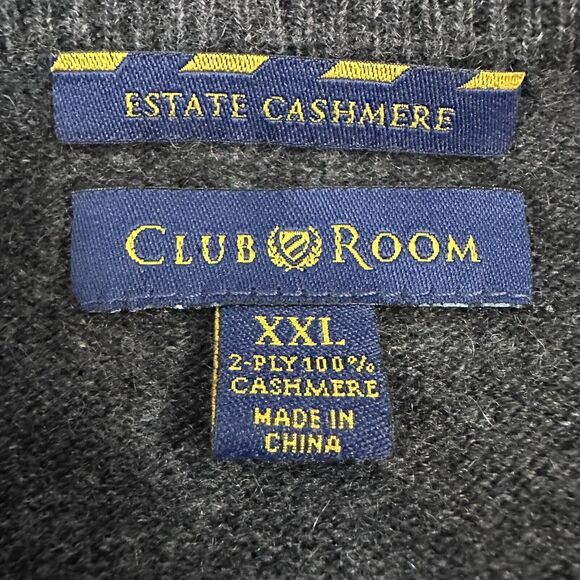 ESTATE CASHMERE
CLUB ROOM
XXL
2-PLY 100%
CASHMERE
MADE IN
CHINA